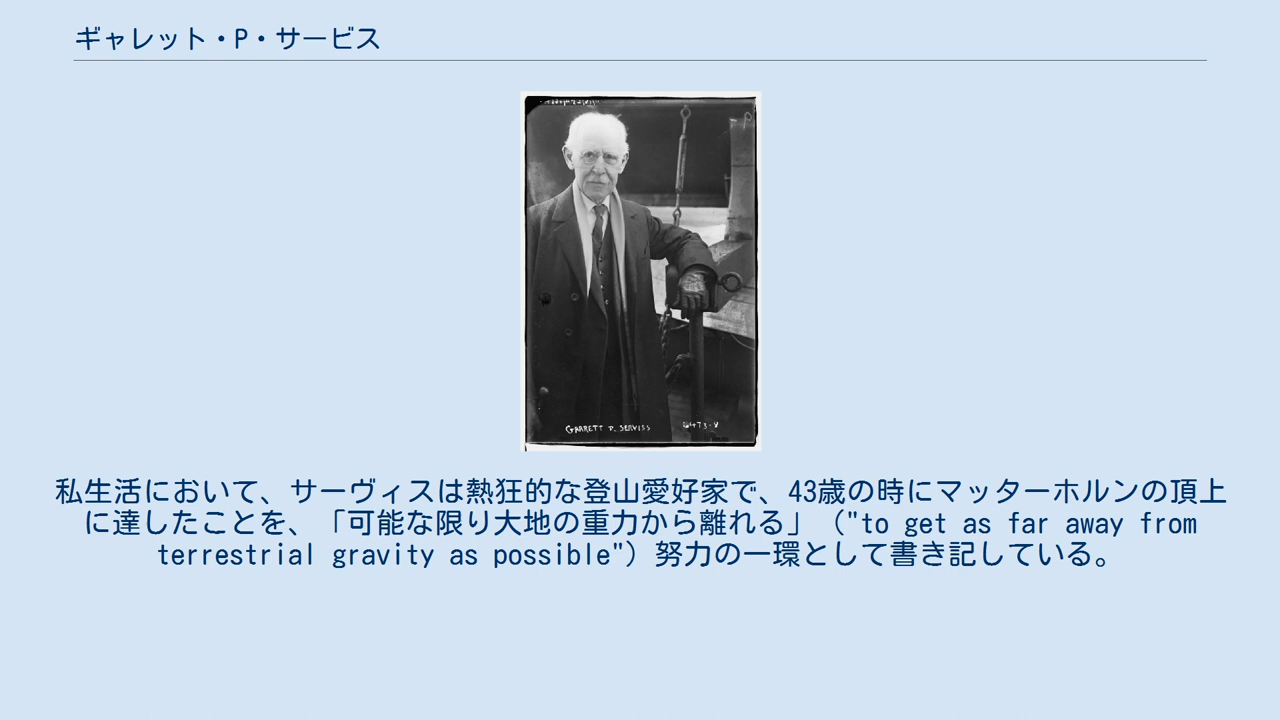 ギャレット・P・サービス
GARRETT P. SERVISS
私生活において、サーヴィスは熱狂的な登山愛好家で、43歳の時にマッターホルンの頂上
に達したことを、「可能な限り大地の重力から離れる」（"to get as far away from
terrestrial gravity as possible"）努力の一環として書き記している。